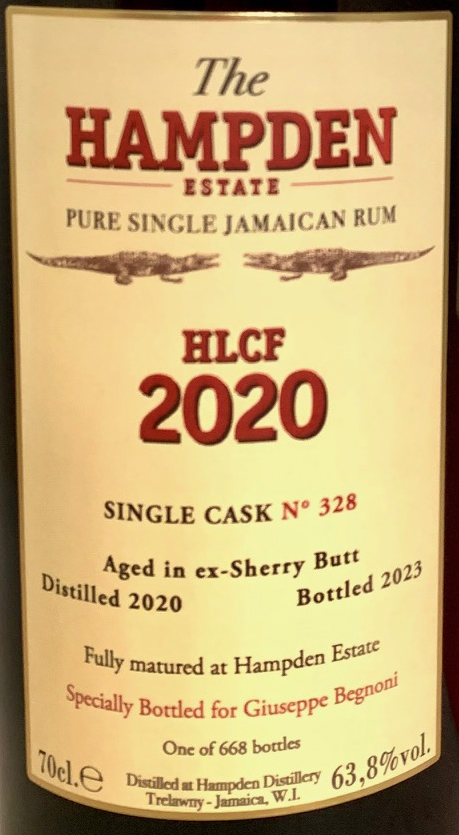 The
HAMPDEN
ESTATE
PURE SINGLE JAMAICAN RUM
HLCF
2020
SINGLE CASK Nº 328
Aged in ex-Sherry Butt
Distilled 2020 Bottled 2023
Fully matured at Hampden Estate
Specially Bottled for Giuseppe Begnoni
One of 668 bottles
70cl.℮ Distilled at Hampden Distillery 63,8%vol.
Trelawny - Jamaica, W.I.